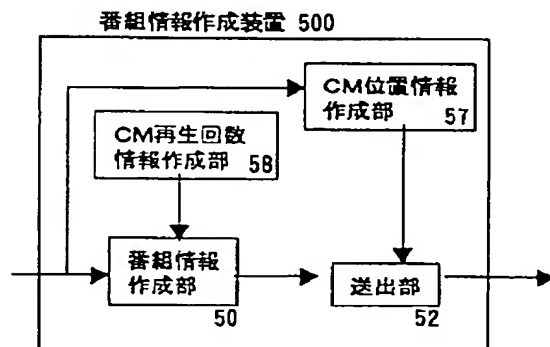 番組情報作成装置 500
CM位置情報
作成部 57
CM再生回数
情報作成部 58
番組情報
作成部
50
送出部
52